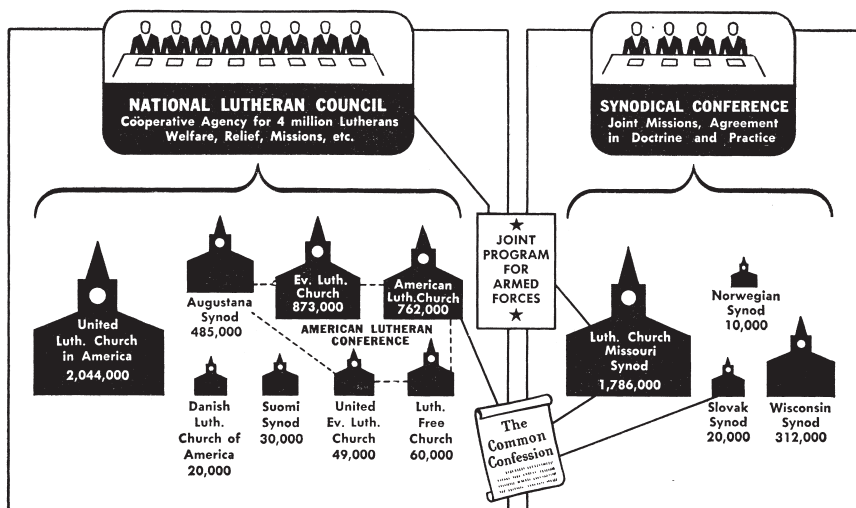 NATIONAL LUTHERAN COUNCIL
Cooperative Agency for 4 million Lutherans
Welfare, Relief, Missions, etc.
SYNODICAL CONFERENCE
Joint Missions, Agreement
in Doctrine and Practice
United
Luth. Church
in America
2,044,000
Augustana
Synod
485,000
Ev. Luth.
Church
873,000
American
Luth.Church
762,000
AMERICAN LUTHERAN
CONFERENCE
Danish
Luth.
Church of
America
20,000
Suomi
Synod
30,000
United
Ev. Luth.
Church
49,000
Luth.
Free
Church
60,000
JOINT
PROGRAM
FOR
ARMED
FORCES
The
Common
Confession
Luth. Church
Missouri
Synod
1,786,000
Norwegian
Synod
10,000
Slovak
Synod
20,000
Wisconsin
Synod
312,000